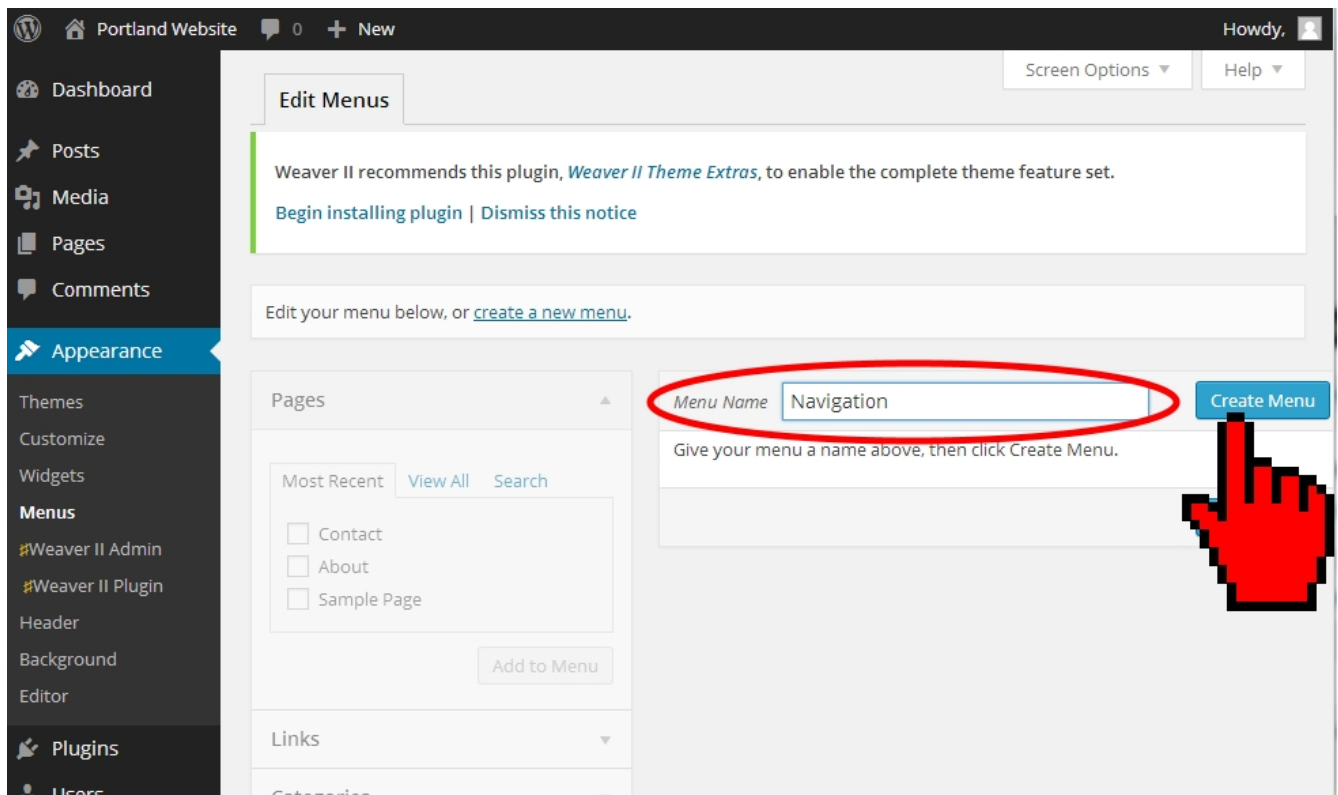 Portland Website 0 + New Howdy,
Screen Options Help
Dashboard
Posts
Media
Pages
Comments
Appearance
Themes
Customize
Widgets
Menus
Weaver II Admin
Weaver II Plugin
Header
Background
Editor
Plugins
Users
Edit Menus
Weaver II recommends this plugin, Weaver II Theme Extras, to enable the complete theme feature set.
Begin installing plugin | Dismiss this notice
Edit your menu below, or create a new menu.
Pages
Most Recent View All Search
Contact
About
Sample Page
Add to Menu
Links
Categories
Menu Name Navigation Create Menu
Give your menu a name above, then click Create Menu.